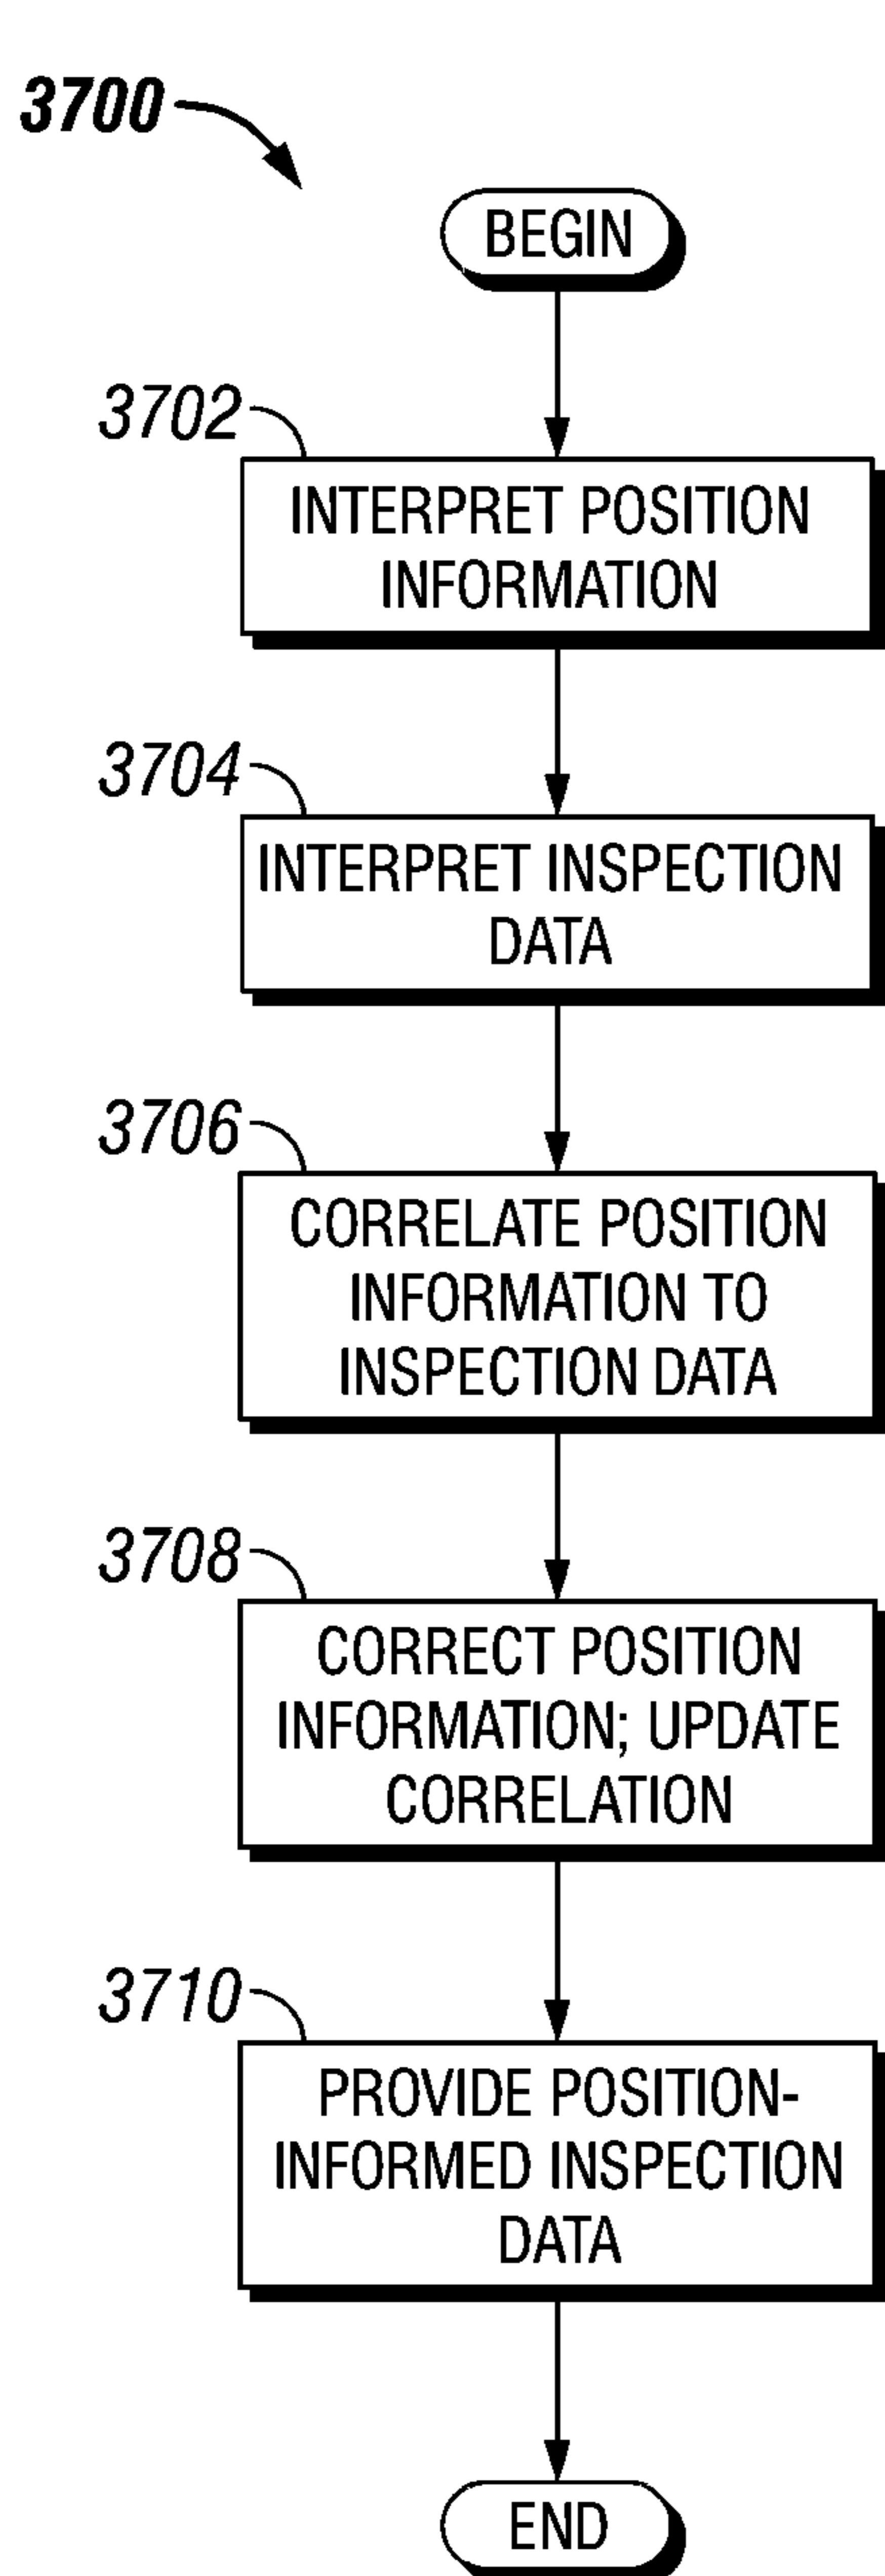 3700
BEGIN
3702
INTERPRET POSITION
INFORMATION
3704
INTERPRET INSPECTION
DATA
3706
CORRELATE POSITION
INFORMATION TO
INSPECTION DATA
3708
CORRECT POSITION
INFORMATION; UPDATE
CORRELATION
3710
PROVIDE POSITION-
INFORMED INSPECTION
DATA
END